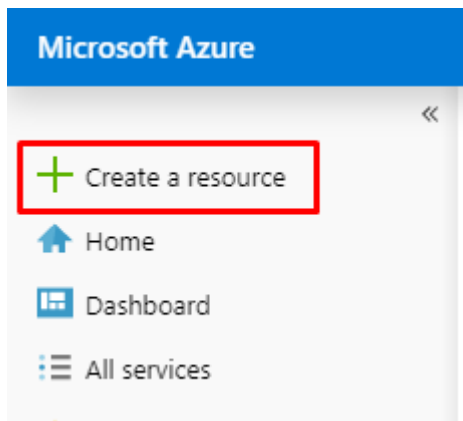 Microsoft Azure
«
Create a resource
Home
Dashboard
All services